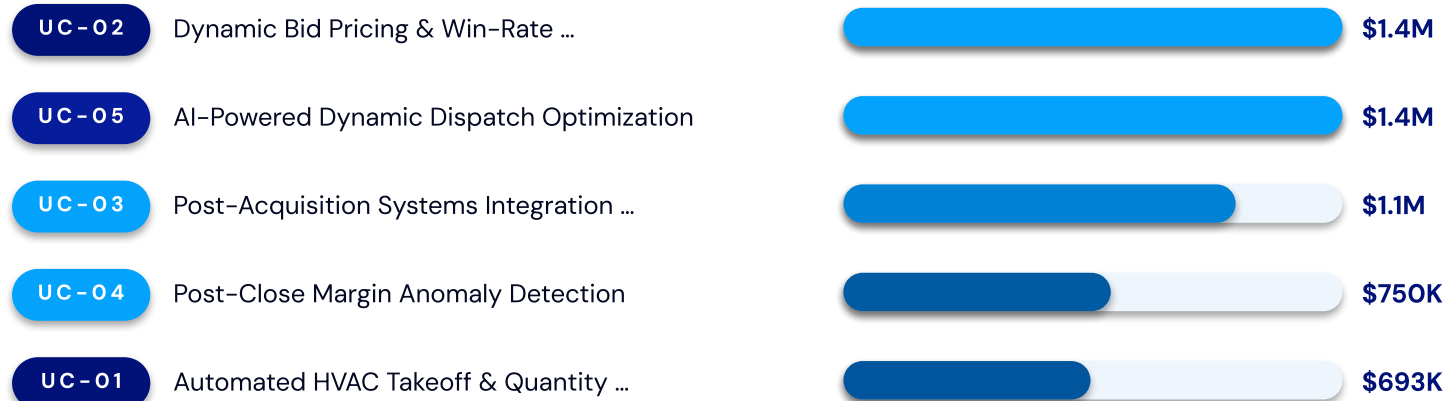 UC-02 Dynamic Bid Pricing & Win-Rate ... $1.4M
UC-05 AI-Powered Dynamic Dispatch Optimization $1.4M
UC-03 Post-Acquisition Systems Integration ... $1.1M
UC-04 Post-Close Margin Anomaly Detection $750K
UC-01 Automated HVAC Takeoff & Quantity ... $693K